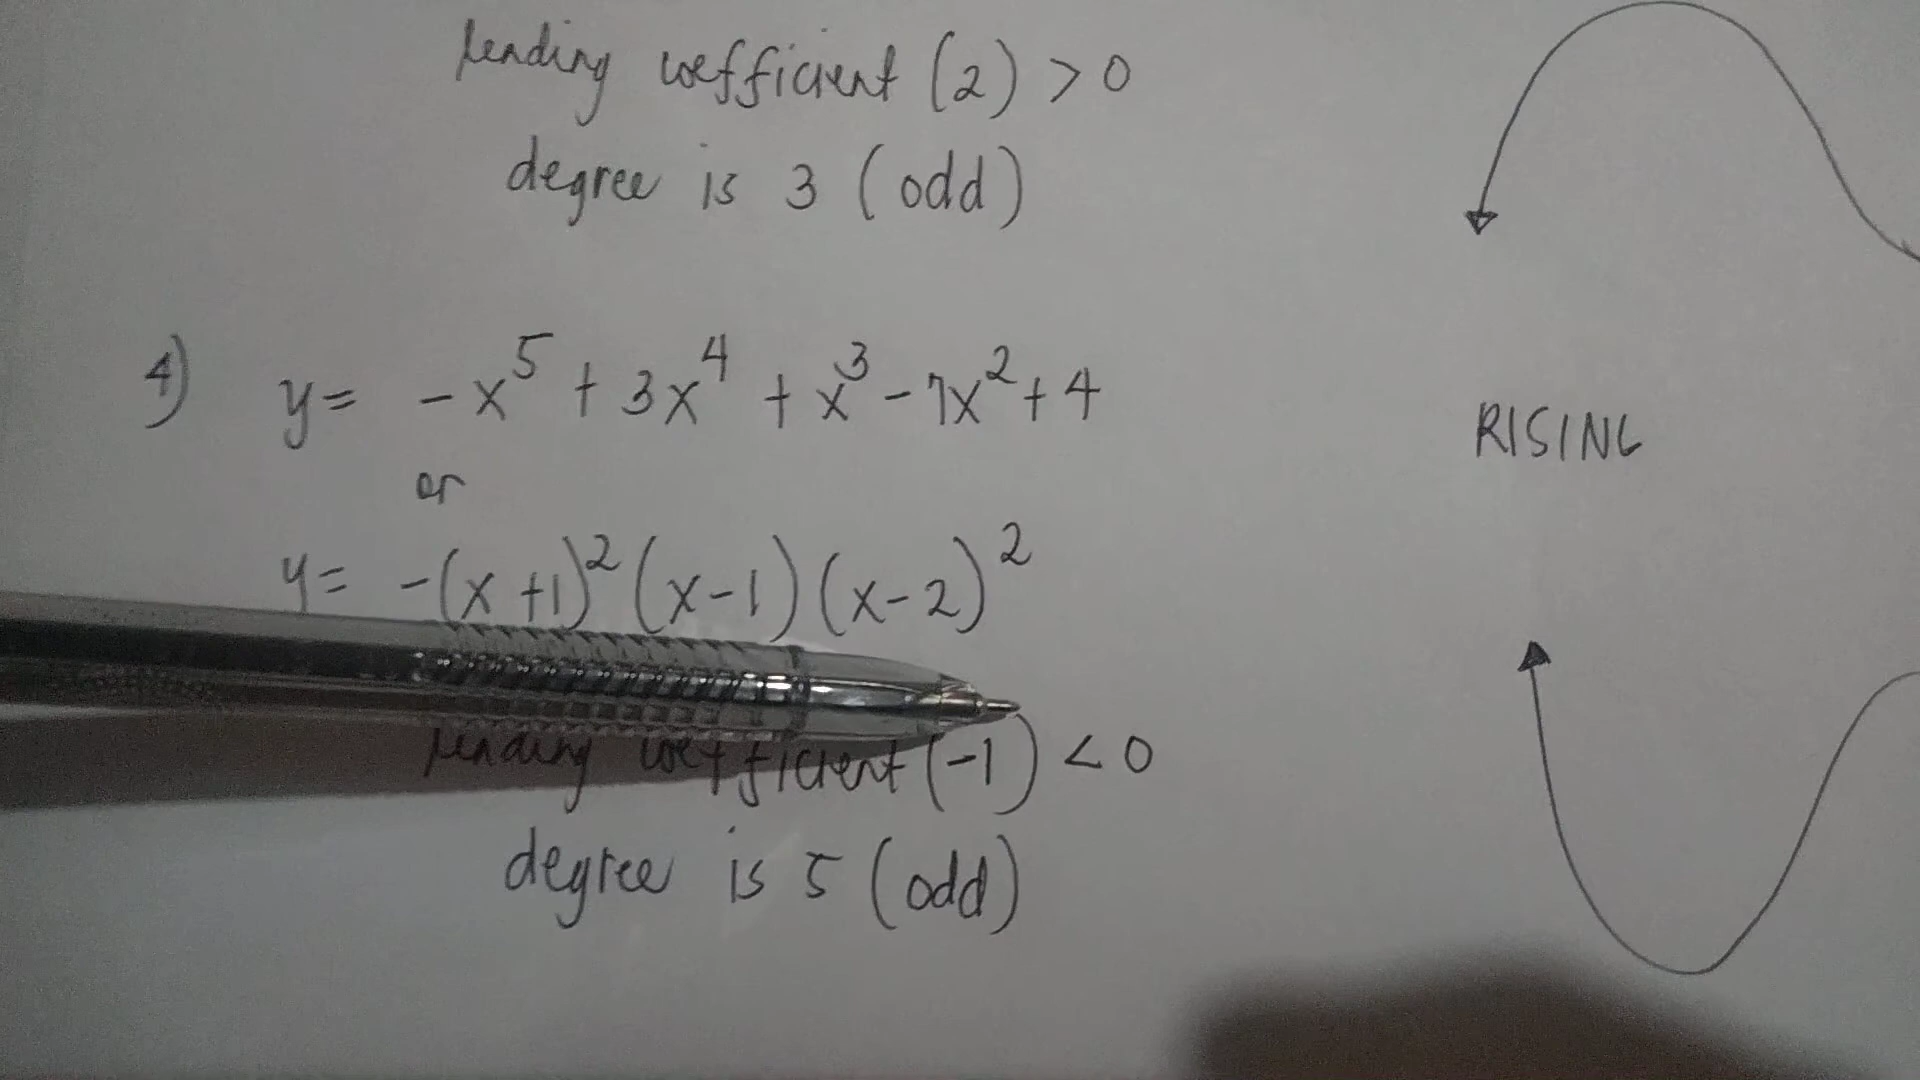 leading coefficient (2) > 0
degree is 3 (odd)
4) y = -x⁵ + 3x⁴ + x³ - 7x² + 4
RISING
or
y = -(x+1)² (x-1) (x-2)²
leading coefficient (-1) < 0
degree is 5 (odd)